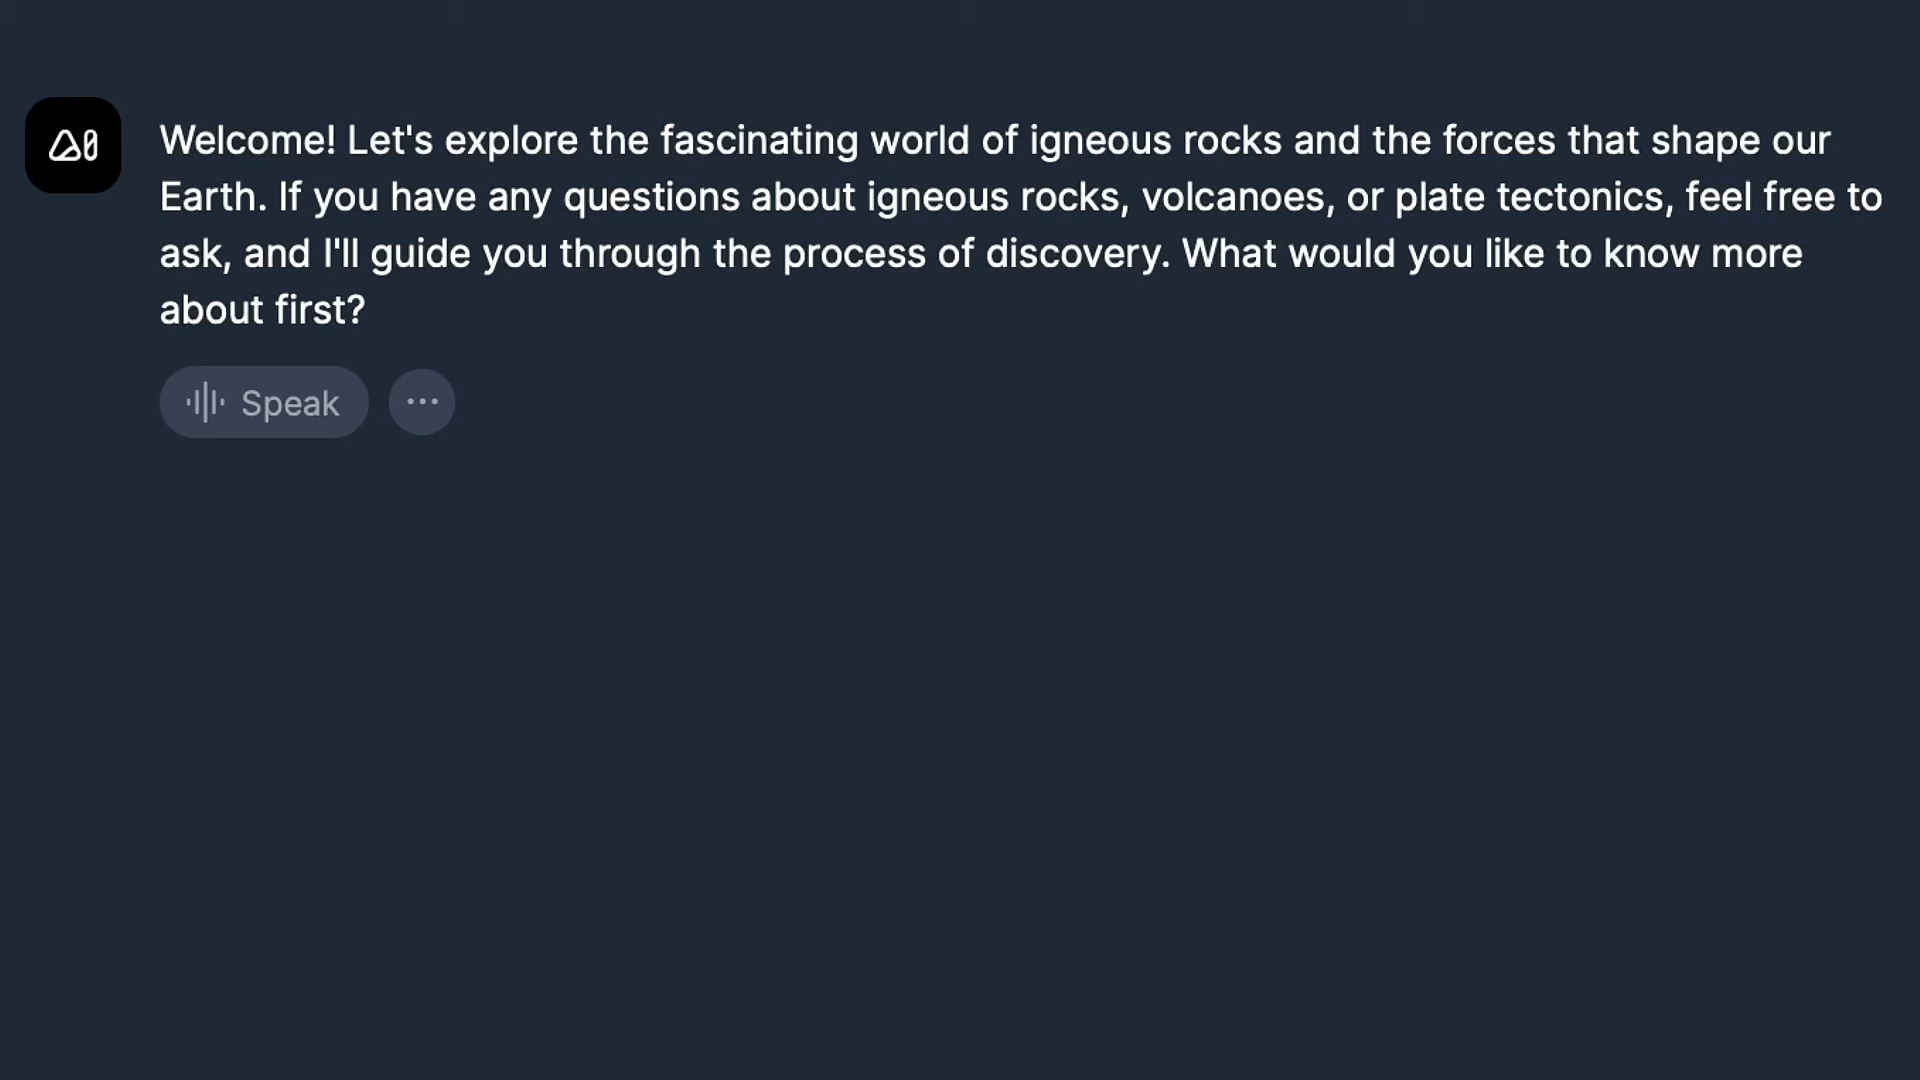 Welcome! Let's explore the fascinating world of igneous rocks and the forces that shape our
Earth. If you have any questions about igneous rocks, volcanoes, or plate tectonics, feel free to
ask, and I'll guide you through the process of discovery. What would you like to know more
about first?
Speak